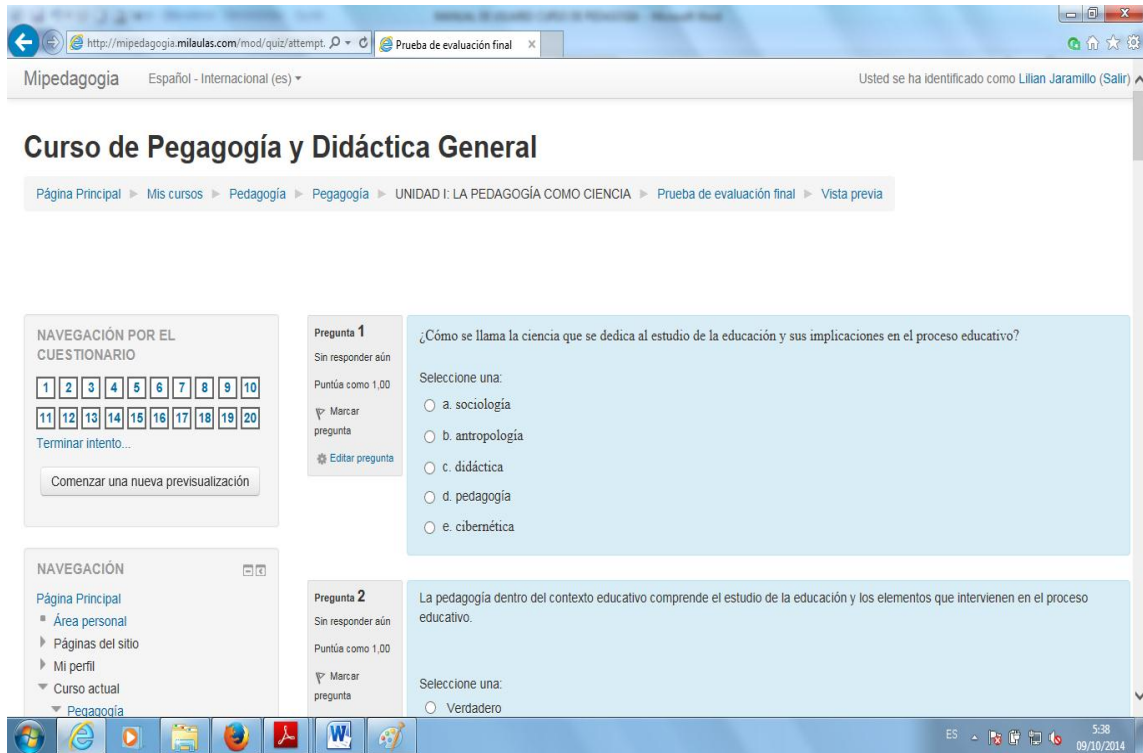 http://mipedagogia.milaulas.com/mod/quiz/attempt.
Prueba de evaluación final
Mipedagogia
Español - Internacional (es)
Usted se ha identificado como Lilian Jaramillo (Salir)
Curso de Pegagogía y Didáctica General
Página Principal
Mis cursos
Pedagogía
Pegagogía
UNIDAD I: LA PEDAGOGÍA COMO CIENCIA
Prueba de evaluación final
Vista previa
NAVEGACIÓN POR EL
CUESTIONARIO
1 2 3 4 5 6 7 8 9 10
11 12 13 14 15 16 17 18 19 20
Terminar intento...
Comenzar una nueva previsualización
Pregunta 1
Sin responder aún
Puntúa como 1,00
Marcar
pregunta
Editar pregunta
¿Cómo se llama la ciencia que se dedica al estudio de la educación y sus implicaciones en el proceso educativo?
Seleccione una:
a. sociología
b. antropología
c. didáctica
d. pedagogía
e. cibernética
NAVEGACIÓN
Página Principal
Área personal
Páginas del sitio
Mi perfil
Curso actual
Pegagogía
Pregunta 2
Sin responder aún
Puntúa como 1,00
Marcar
pregunta
La pedagogía dentro del contexto educativo comprende el estudio de la educación y los elementos que intervienen en el proceso
educativo.
Seleccione una:
Verdadero
ES
5:38
09/10/2014